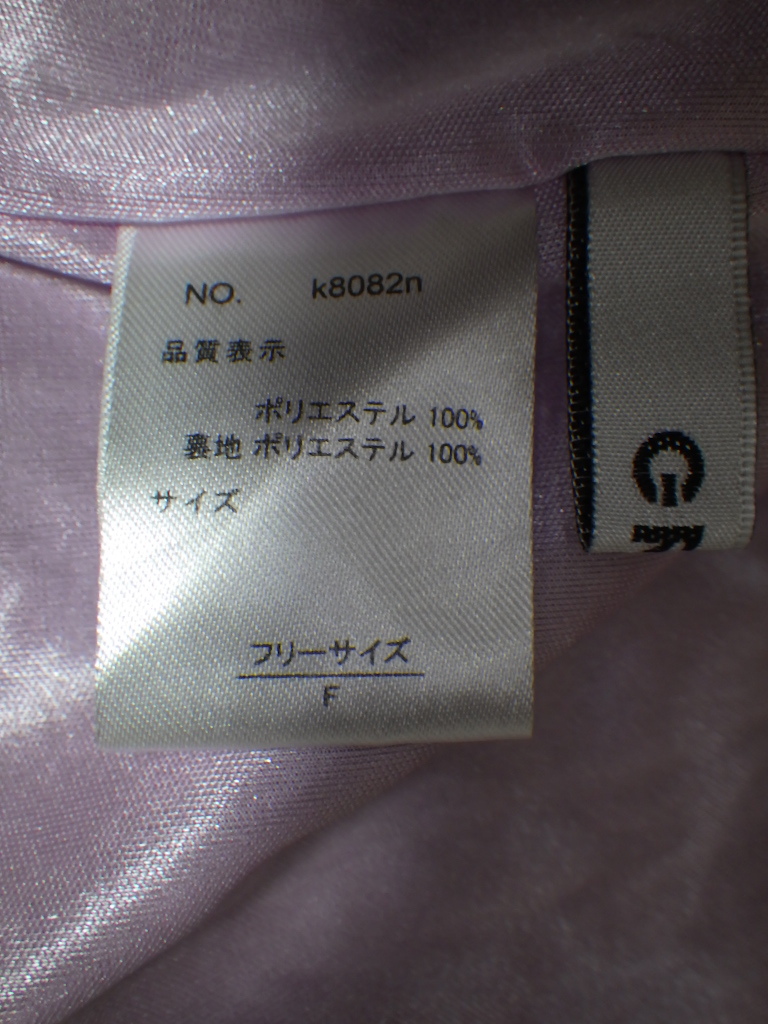 NO. k8082n
品質表示
ポリエステル 100%
裏地 ポリエステル 100%
サイズ
フリーサイズ
F